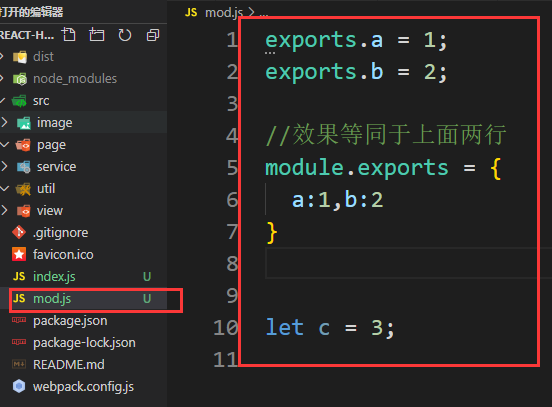 打开的编辑器
REACT-H...
dist
node_modules
src
image
page
service
util
view
.gitignore
favicon.ico
JS index.js U
JS mod.js U
package.json
package-lock.json
README.md
webpack.config.js
JS mod.js > ...
1 exports.a = 1;
2 exports.b = 2;
3
4 //效果等同于上面两行
5 module.exports = {
6 a:1,b:2
7 }
8
9
10 let c = 3;
11